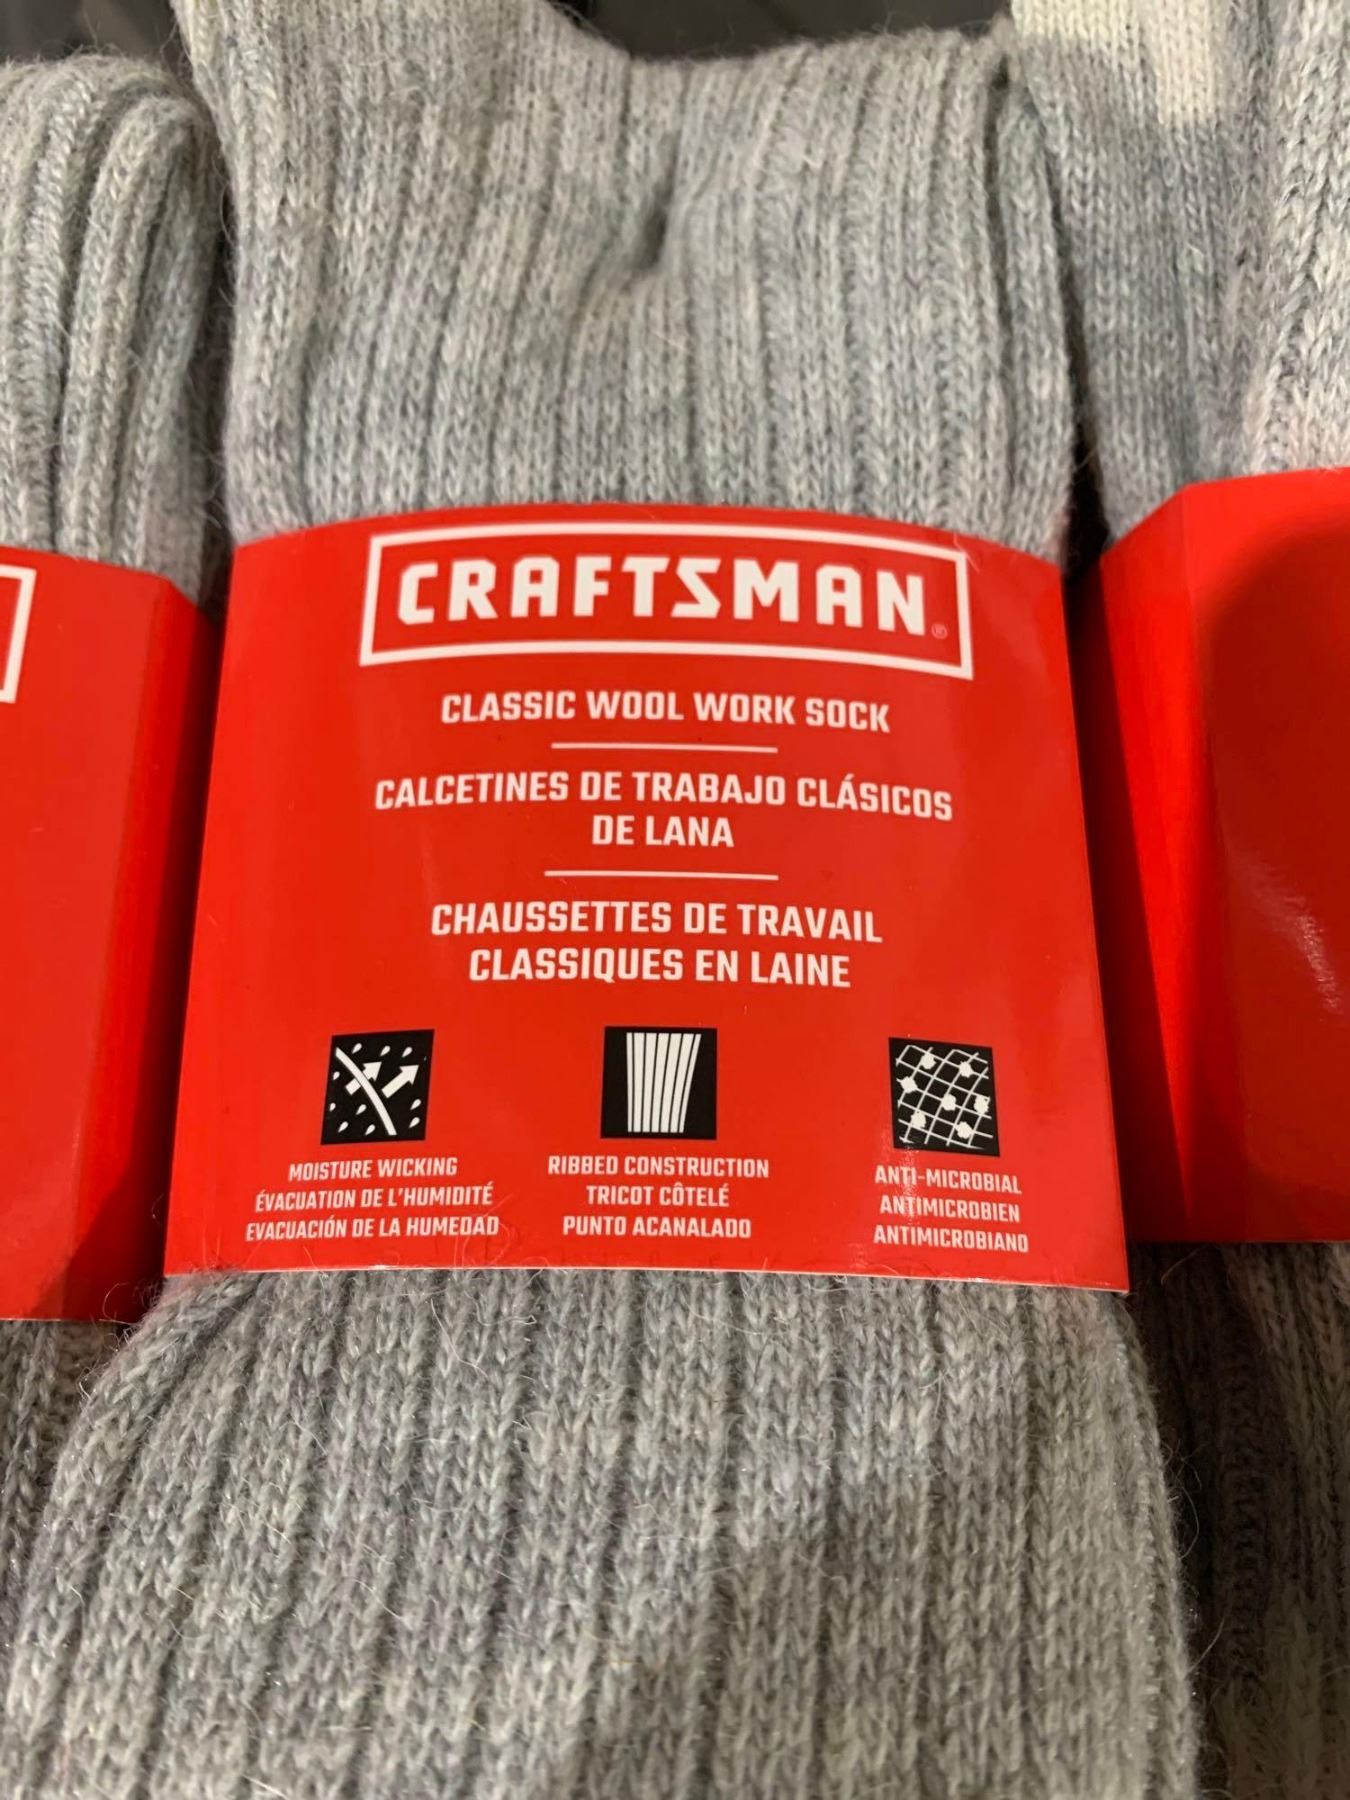 CRAFTSMAN®
CLASSIC WOOL WORK SOCK
CALCETINES DE TRABAJO CLÁSICOS
DE LANA
CHAUSSETTES DE TRAVAIL
CLASSIQUES EN LAINE
MOISTURE WICKING
ÉVACUATION DE L'HUMIDITÉ
EVACUACIÓN DE LA HUMEDAD
RIBBED CONSTRUCTION
TRICOT CÔTELÉ
PUNTO ACANALADO
ANTI-MICROBIAL
ANTIMICROBIEN
ANTIMICROBIANO